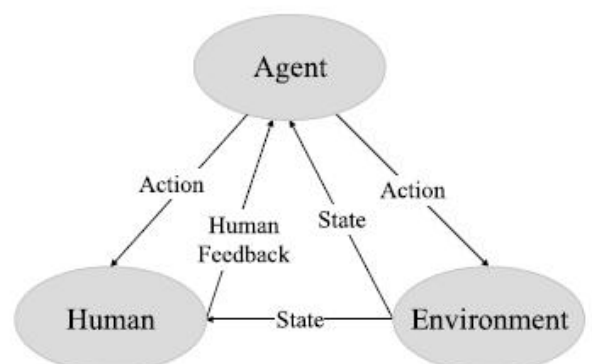 Agent
Action
Action
Human
Feedback
State
Human
State
Environment